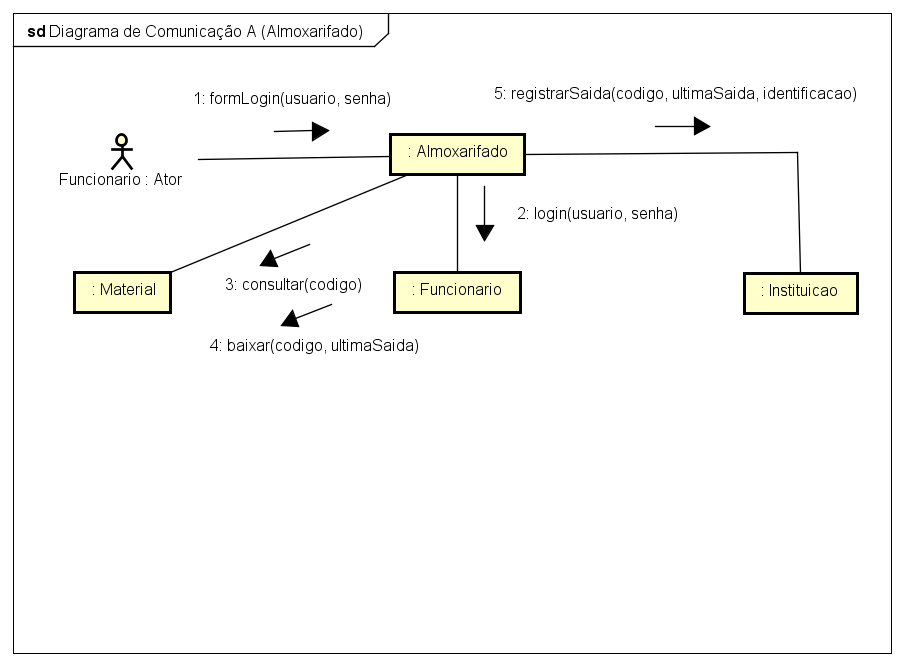 sd Diagrama de Comunicação A (Almoxarifado)
1: formLogin(usuario, senha)
5: registrarSaida(codigo, ultimaSaida, identificacao)
: Almoxarifado
Funcionario : Ator
2: login(usuario, senha)
3: consultar(codigo)
: Material
: Funcionario
: Instituicao
4: baixar(codigo, ultimaSaida)